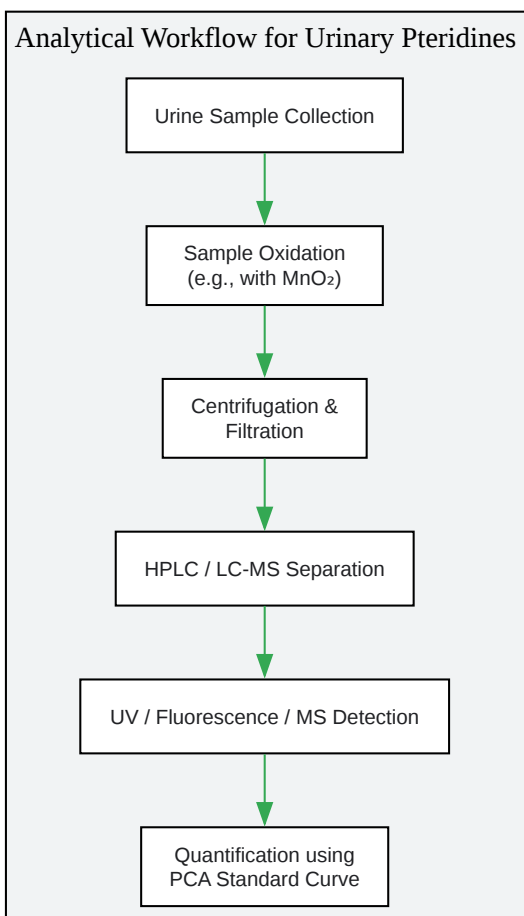 Analytical Workflow for Urinary Pteridines
Urine Sample Collection
Sample Oxidation
(e.g., with MnO₂)
Centrifugation &
Filtration
HPLC / LC-MS Separation
UV / Fluorescence / MS Detection
Quantification using
PCA Standard Curve